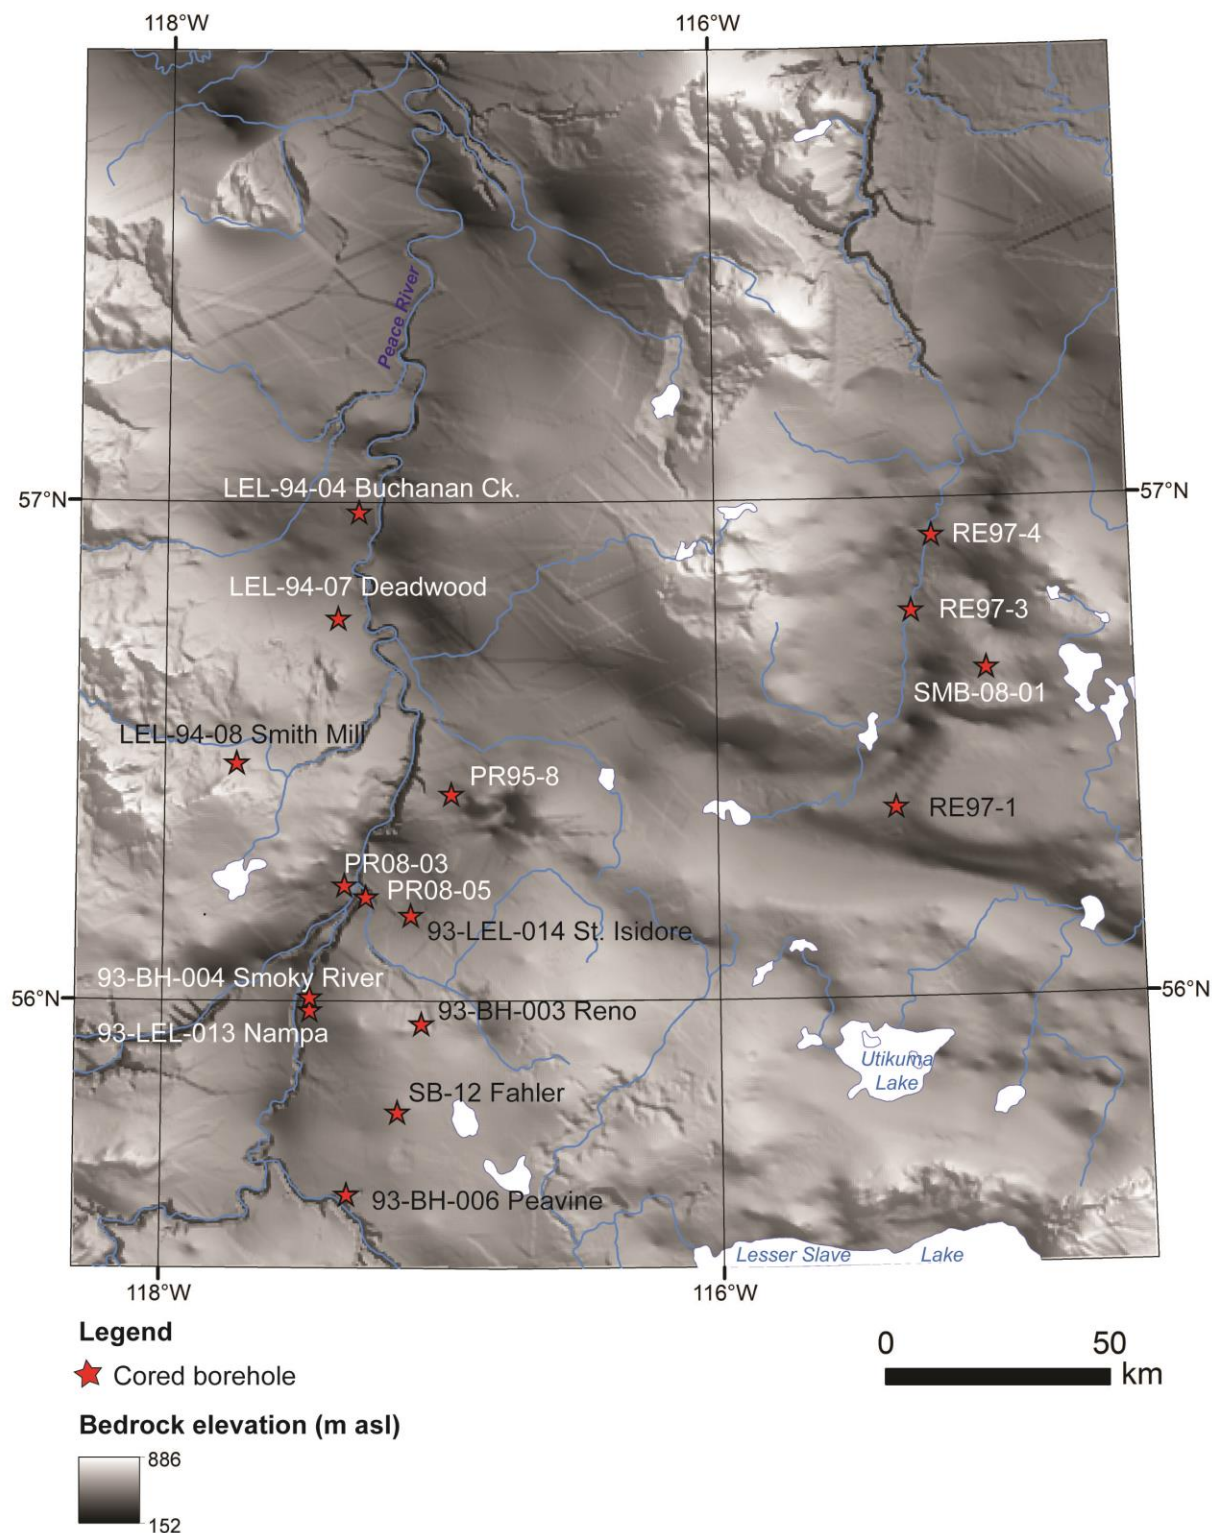 118°W 116°W
Peace River
LEL-94-04 Buchanan Ck.
57°N 57°N
RE97-4
LEL-94-07 Deadwood
RE97-3
SMB-08-01
LEL-94-08 Smith Mill
PR95-8
RE97-1
PR08-03
PR08-05
93-LEL-014 St. Isidore
93-BH-004 Smoky River
56°N 56°N
93-BH-003 Reno
93-LEL-013 Nampa
Utikuma
Lake
SB-12 Fahler
93-BH-006 Peavine
Lesser Slave Lake
118°W 116°W
Legend
Cored borehole
0 50
km
Bedrock elevation (m asl)
886
152